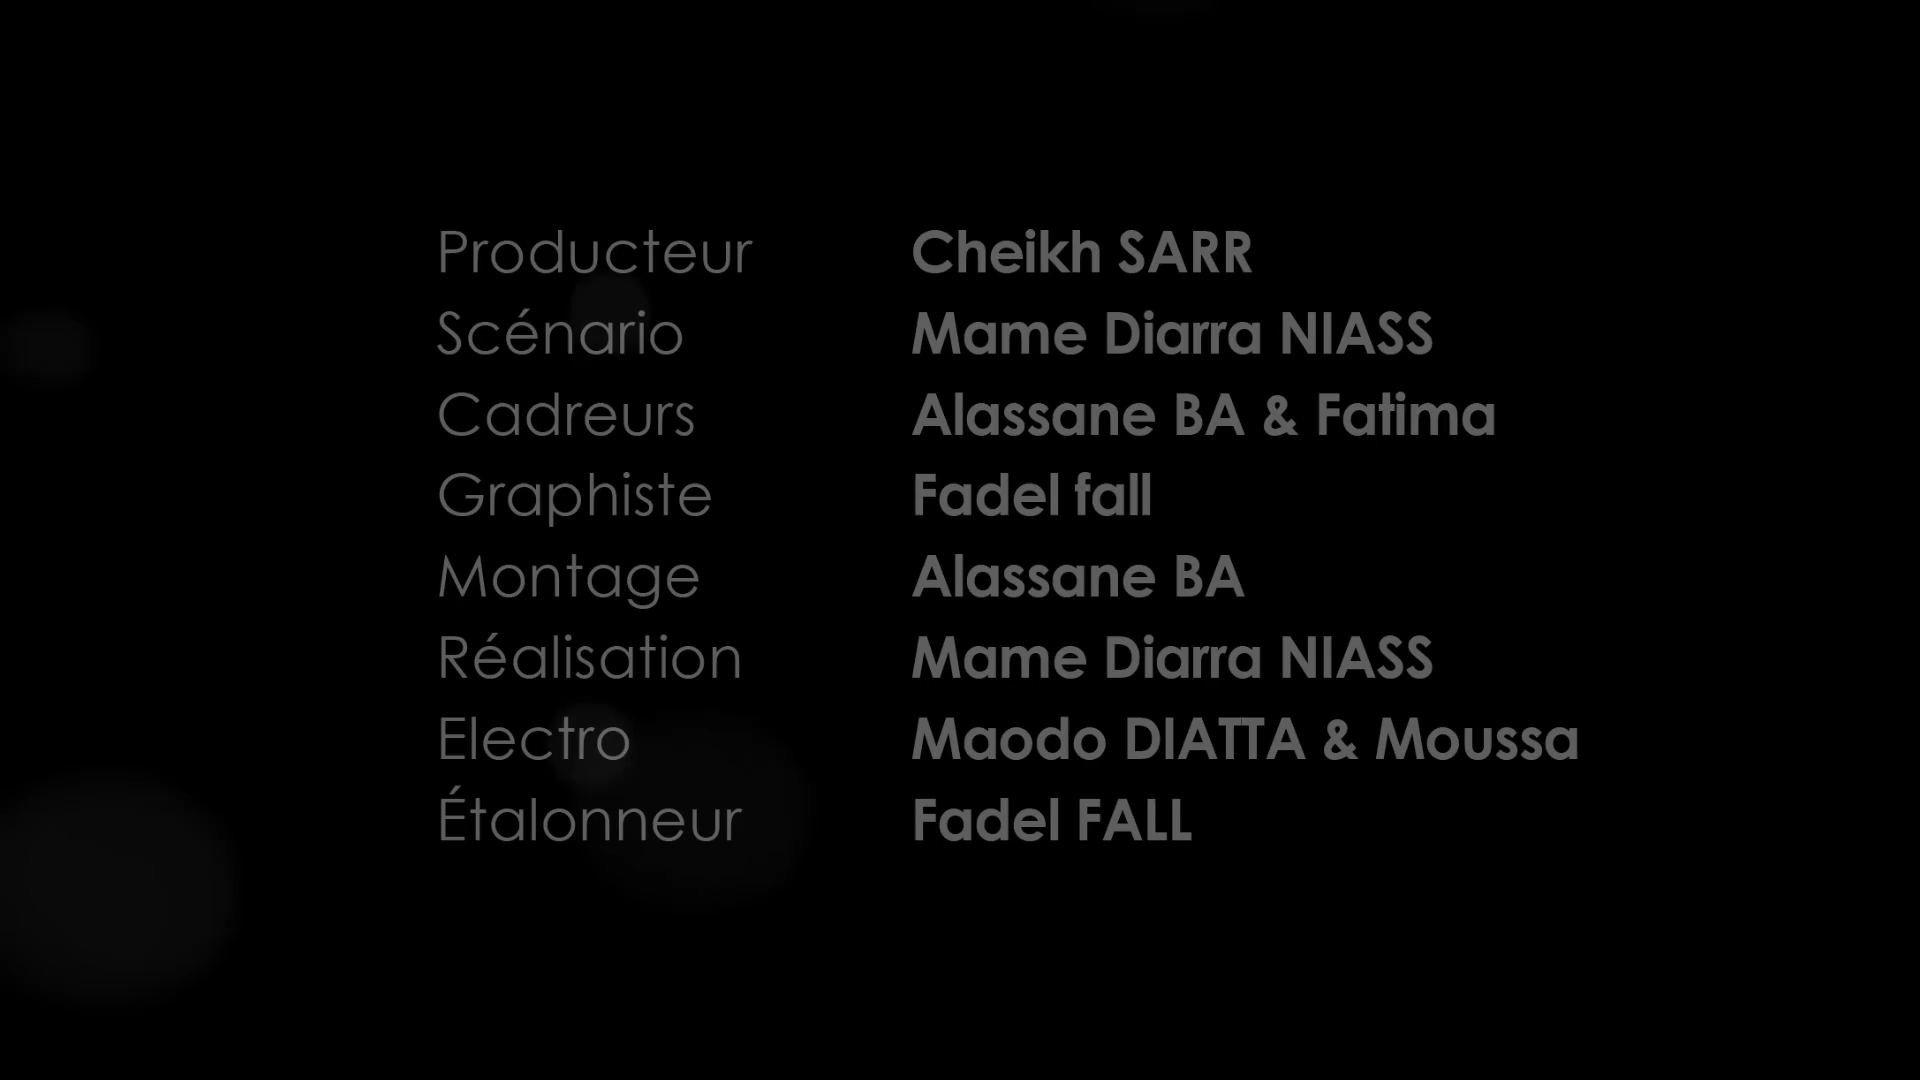 Producteur Cheikh SARR
Scénario Mame Diarra NIASS
Cadreurs Alassane BA & Fatima
Graphiste Fadel fall
Montage Alassane BA
Réalisation Mame Diarra NIASS
Electro Maodo DIATTA & Moussa
Étalonneur Fadel FALL